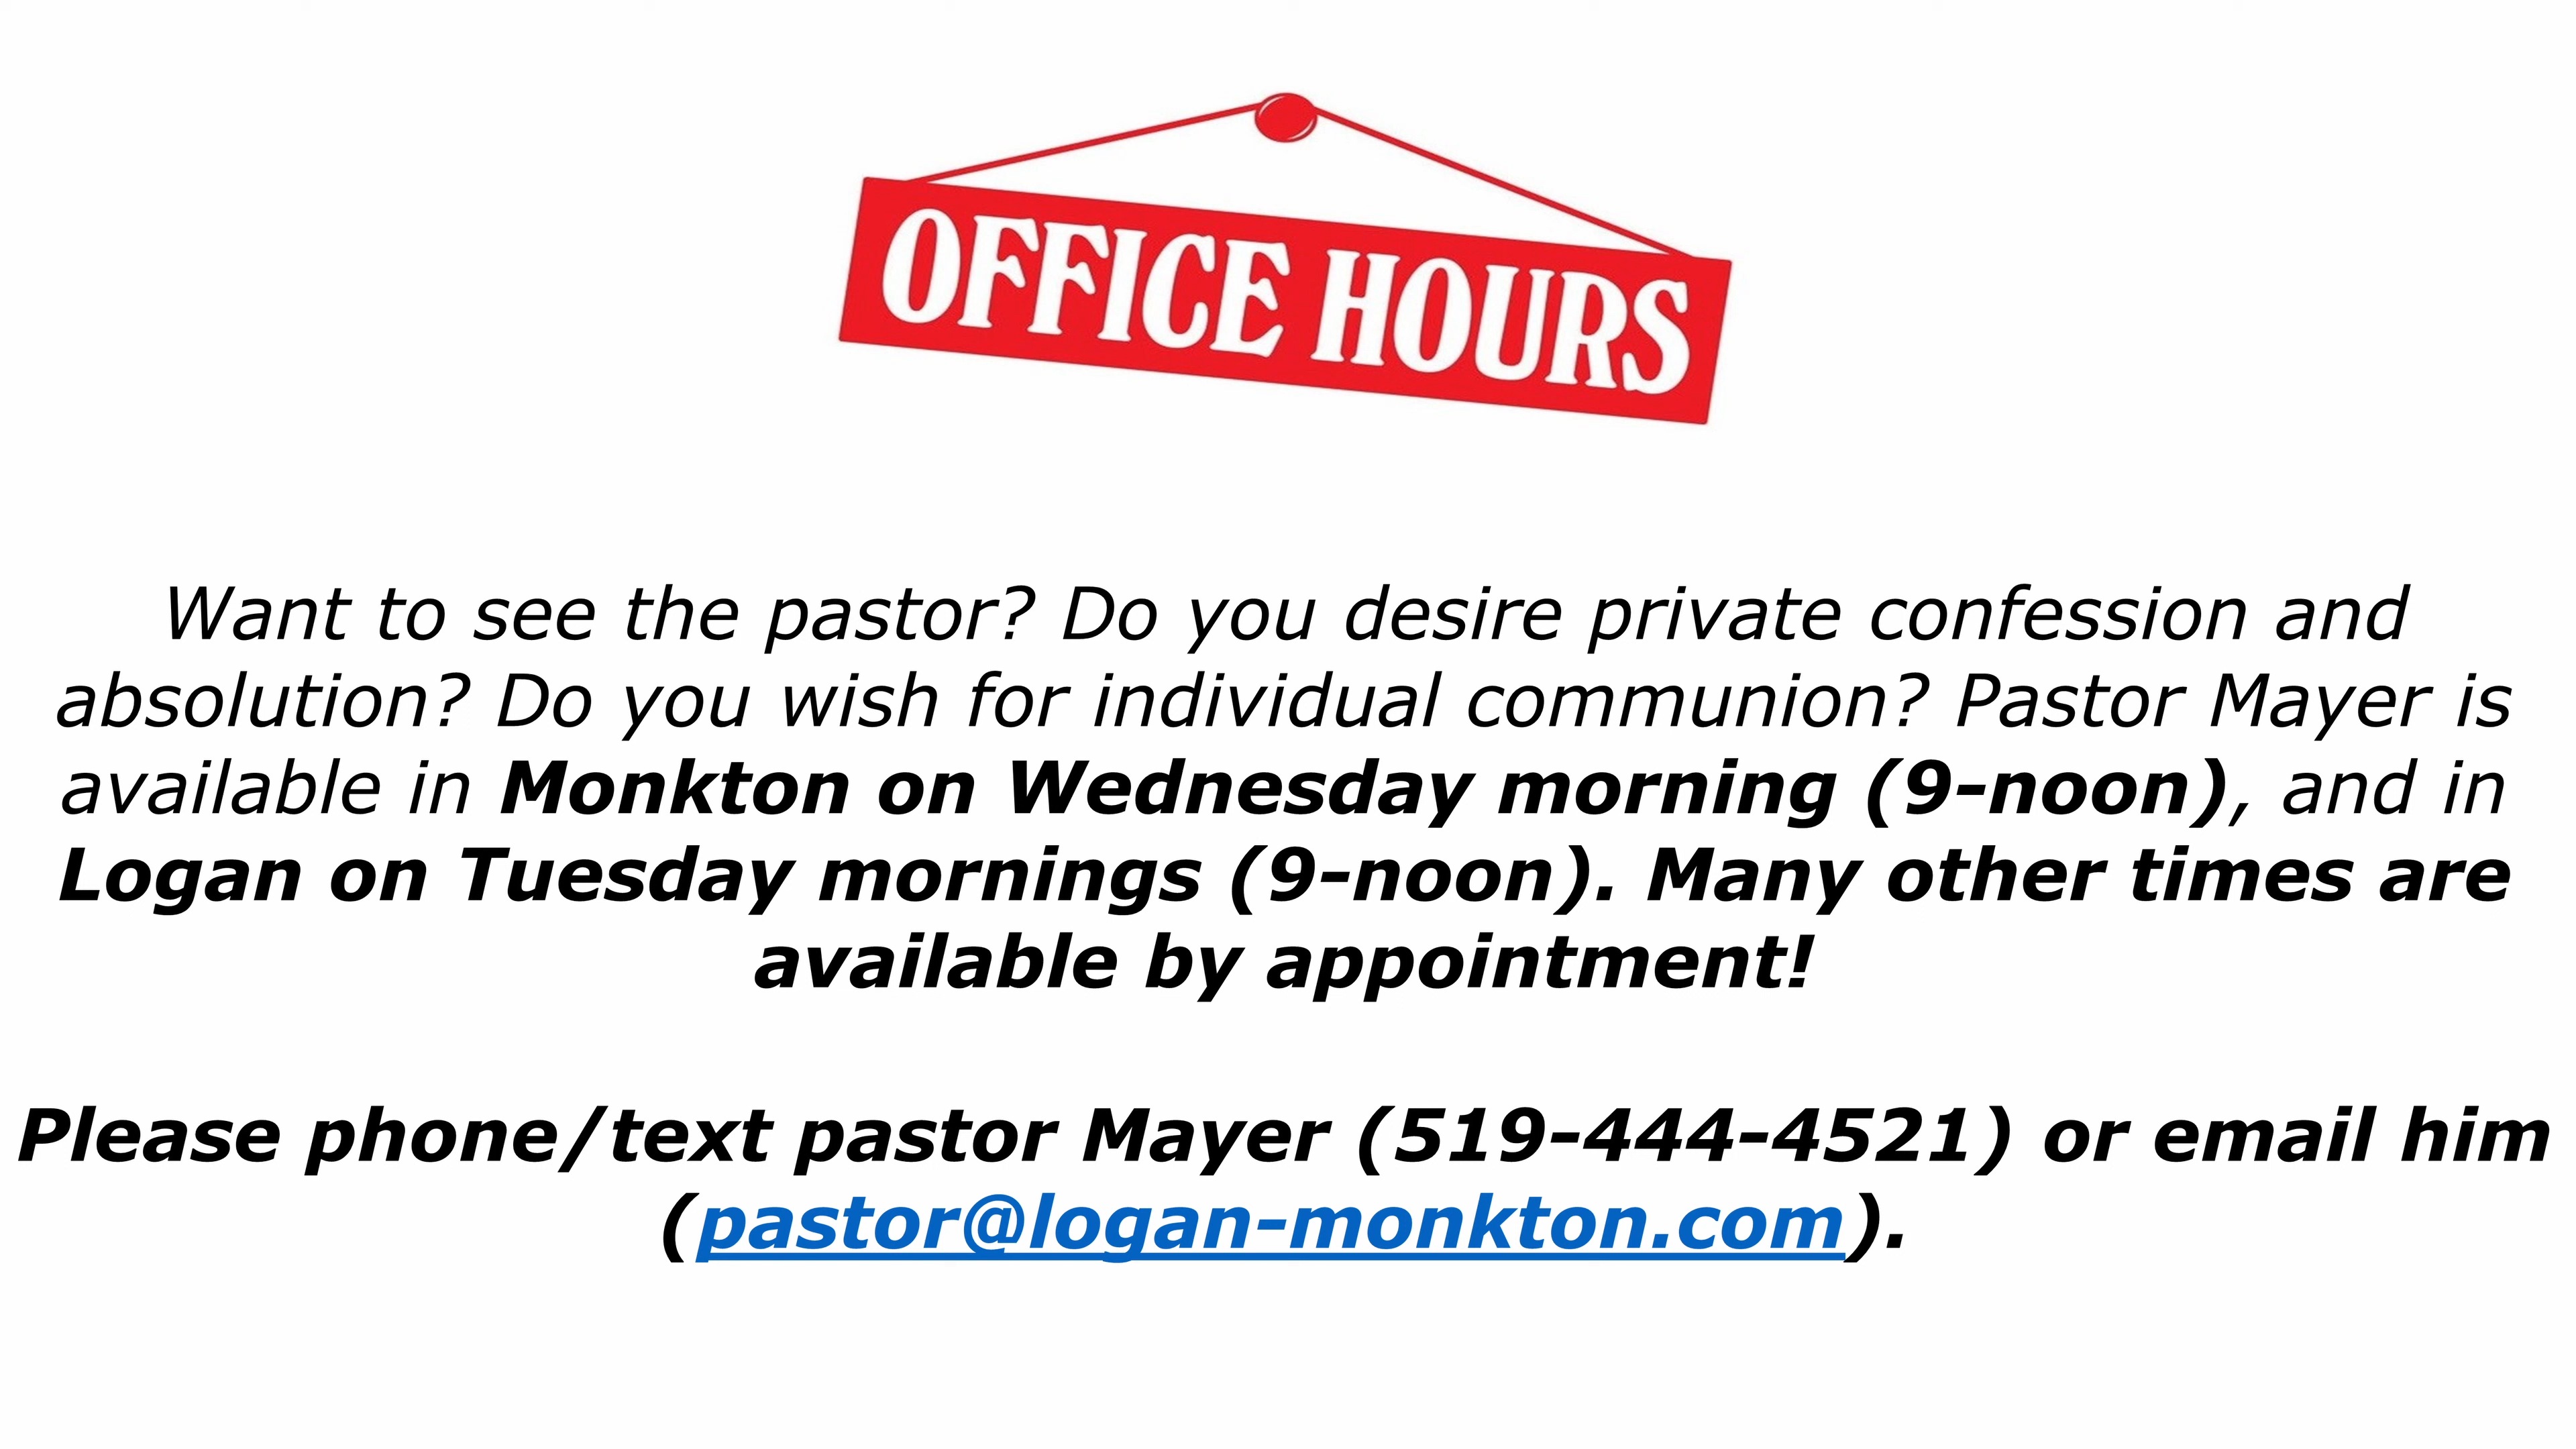 OFFICE HOURS
Want to see the pastor? Do you desire private confession and
absolution? Do you wish for individual communion? Pastor Mayer is
available in Monkton on Wednesday morning (9-noon), and in
Logan on Tuesday mornings (9-noon). Many other times are
available by appointment!
Please phone/text pastor Mayer (519-444-4521) or email him
(pastor@logan-monkton.com).